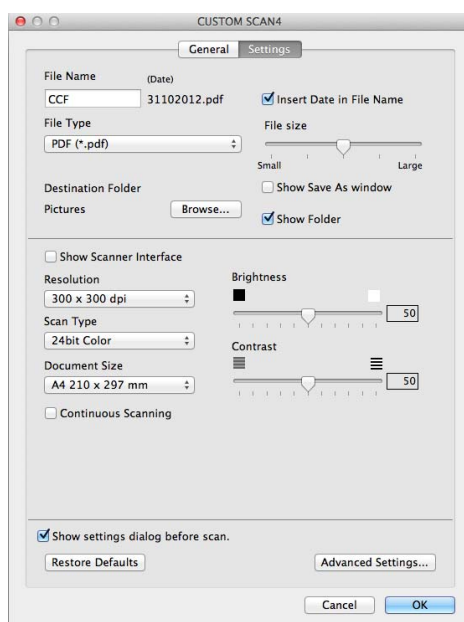 CUSTOM SCAN4
General Settings
File Name (Date)
CCF 31102012.pdf Insert Date in File Name
File Type File size
PDF (*.pdf)
Small Large
Destination Folder Show Save As window
Pictures Browse... Show Folder
Show Scanner Interface
Resolution Brightness
300 x 300 dpi
50
Scan Type
24bit Color Contrast
Document Size
A4 210 x 297 mm 50
Continuous Scanning
Show settings dialog before scan.
Restore Defaults Advanced Settings...
Cancel OK